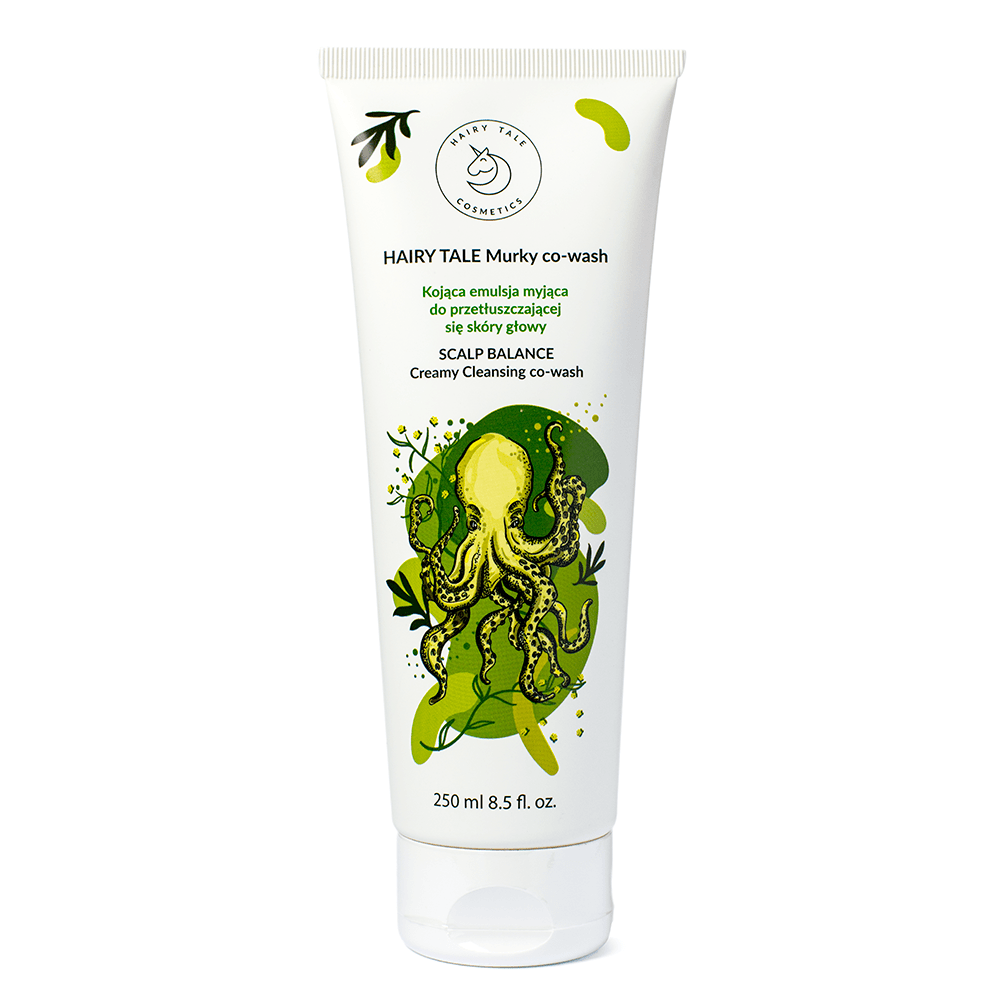 HAIRY TALE
COSMETICS
HAIRY TALE Murky co-wash
Kojąca emulsja myjąca
do przetłuszczającej
się skóry głowy
SCALP BALANCE
Creamy Cleansing co-wash
250 ml 8.5 fl. oz.